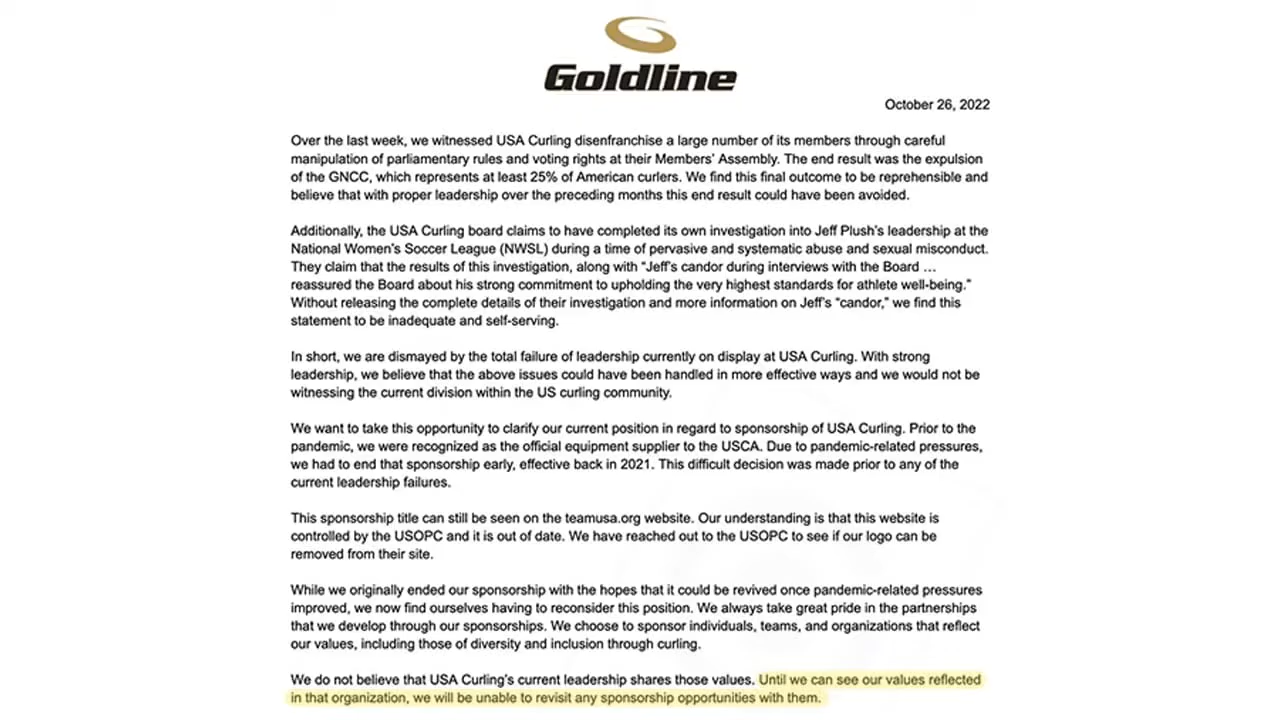 Goldline
October 26, 2022
Over the last week, we witnessed USA Curling disenfranchise a large number of its members through careful
manipulation of parliamentary rules and voting rights at their Members' Assembly. The end result was the expulsion
of the GNCC, which represents at least 25% of American curlers. We find this final outcome to be reprehensible and
believe that with proper leadership over the preceding months this end result could have been avoided.
Additionally, the USA Curling board claims to have completed its own investigation into Jeff Plush's leadership at the
National Women's Soccer League (NWSL) during a time of pervasive and systematic abuse and sexual misconduct.
They claim that the results of this investigation, along with "Jeff's candor during interviews with the Board …
reassured the Board about his strong commitment to upholding the very highest standards for athlete well-being."
Without releasing the complete details of their investigation and more information on Jeff's "candor," we find this
statement to be inadequate and self-serving.
In short, we are dismayed by the total failure of leadership currently on display at USA Curling. With strong
leadership, we believe that the above issues could have been handled in more effective ways and we would not be
witnessing the current division within the US curling community.
We want to take this opportunity to clarify our current position in regard to sponsorship of USA Curling. Prior to the
pandemic, we were recognized as the official equipment supplier to the USCA. Due to pandemic-related pressures,
we had to end that sponsorship early, effective back in 2021. This difficult decision was made prior to any of the
current leadership failures.
This sponsorship title can still be seen on the teamusa.org website. Our understanding is that this website is
controlled by the USOPC and it is out of date. We have reached out to the USOPC to see if our logo can be
removed from their site.
While we originally ended our sponsorship with the hopes that it could be revived once pandemic-related pressures
improved, we now find ourselves having to reconsider this position. We always take great pride in the partnerships
that we develop through our sponsorships. We choose to sponsor individuals, teams, and organizations that reflect
our values, including those of diversity and inclusion through curling.
We do not believe that USA Curling's current leadership shares those values. Until we can see our values reflected
in that organization, we will be unable to revisit any sponsorship opportunities with them.